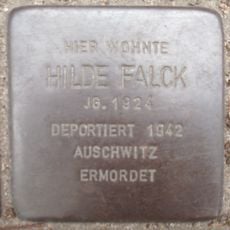 HIER WOHNTE
HILDE FALCK
JG. 1924
DEPORTIERT 1942
AUSCHWITZ
ERMORDET